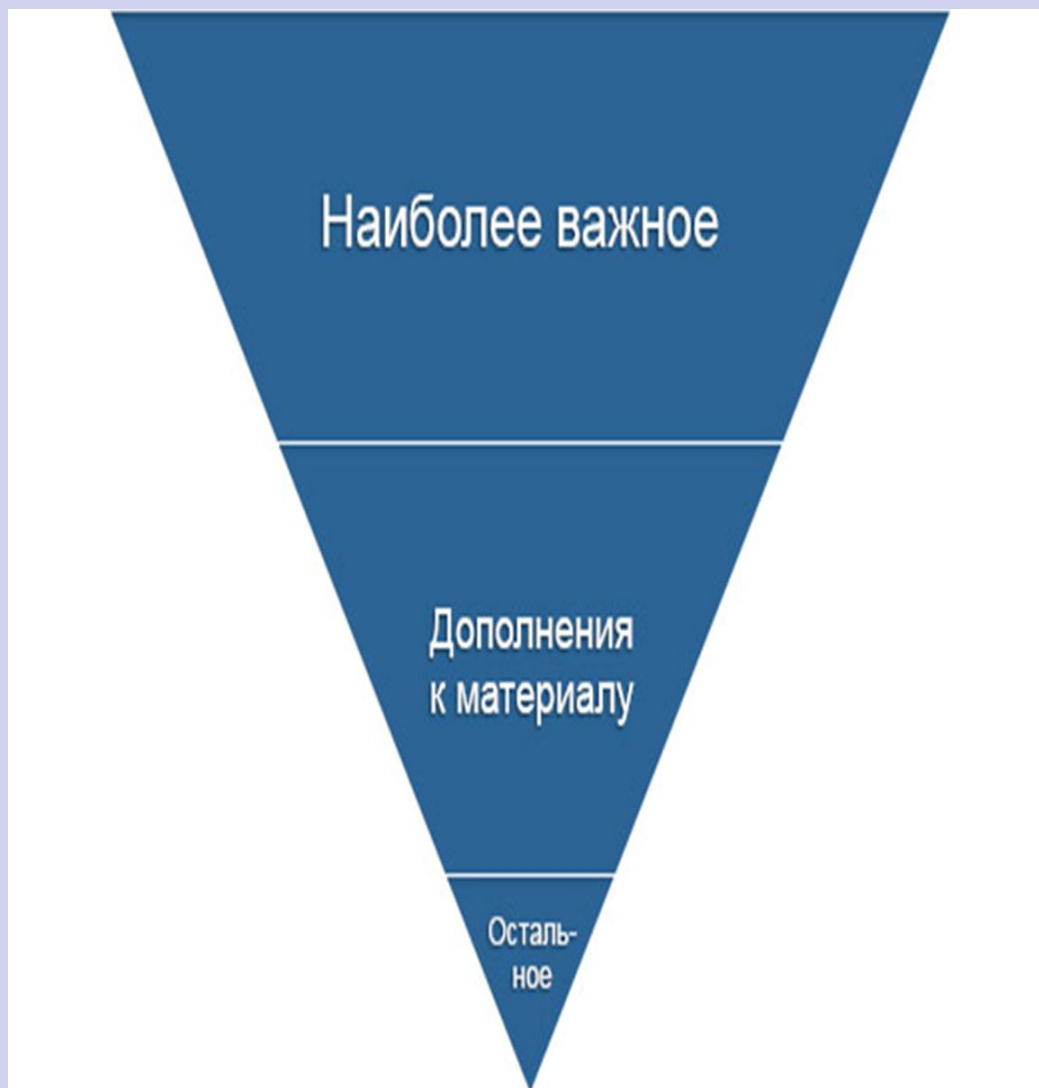 Наиболее важное
Дополнения
к материалу
Осталь-
ное